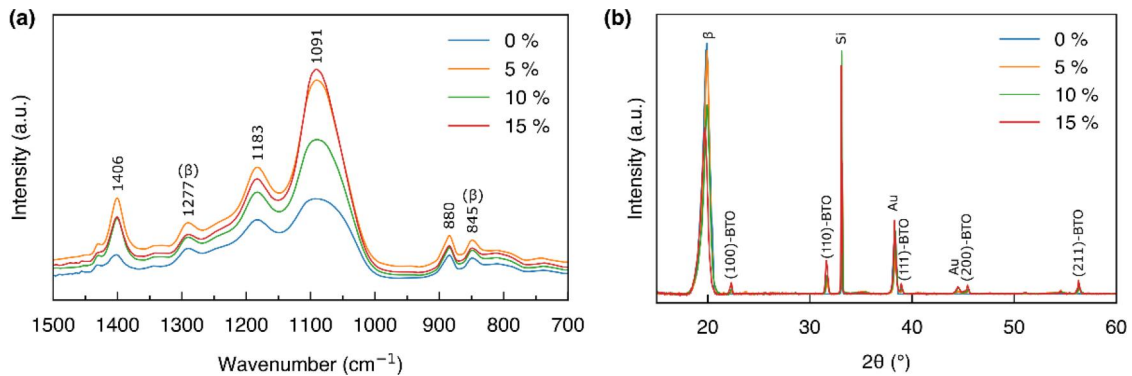 (a)
Intensity (a.u.)
1406
1277 (β)
1183
1091
880
845 (β)
0 %
5 %
10 %
15 %
1500 1400 1300 1200 1100 1000 900 800 700
Wavenumber (cm⁻¹)
(b)
Intensity (a.u.)
β
(100)-BTO
(110)-BTO
Si
Au
(111)-BTO
Au
(200)-BTO
(211)-BTO
0 %
5 %
10 %
15 %
20 30 40 50 60
2θ (°)